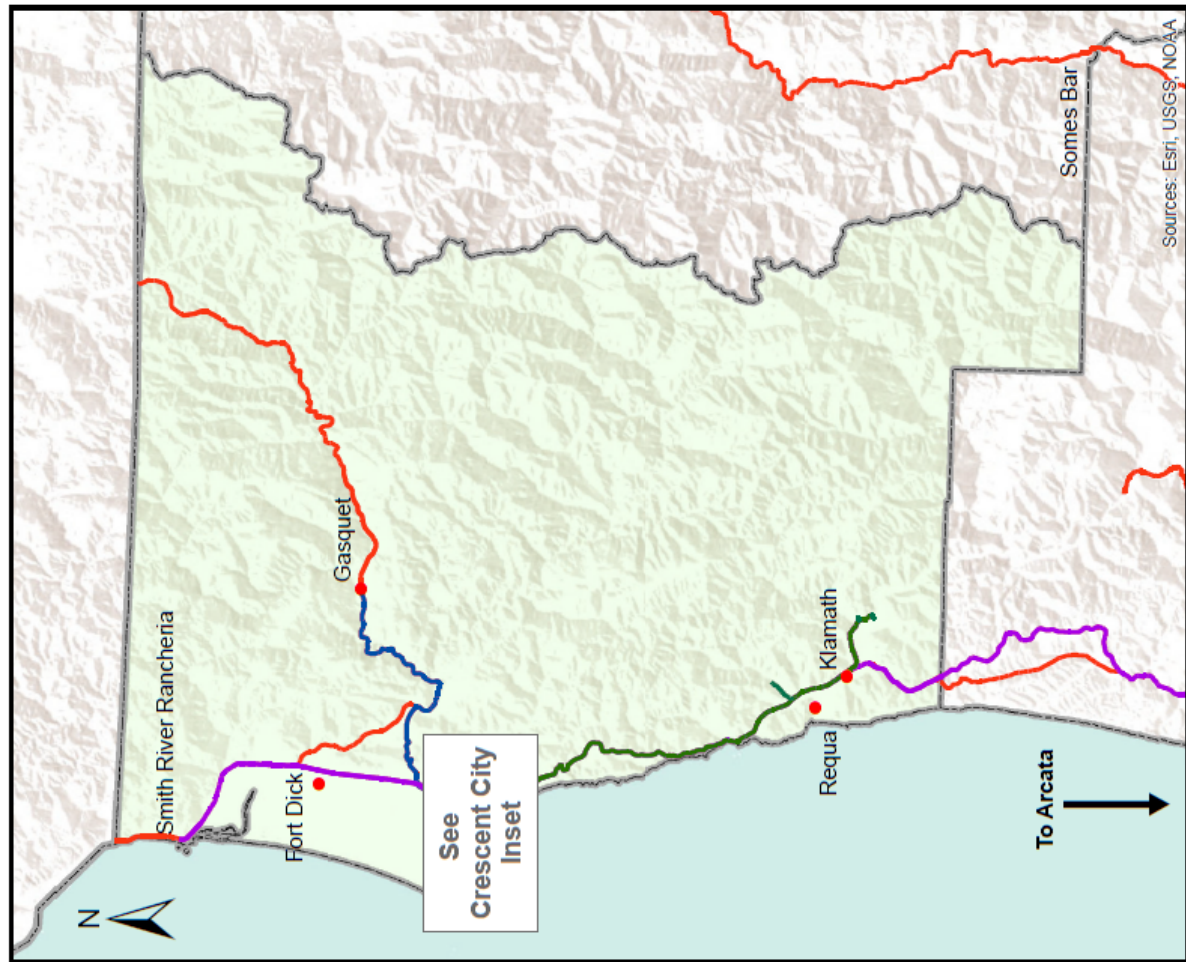 N
Smith River Rancheria
Fort Dick
Gasquet
See
Crescent City
Inset
Requa
Klamath
To Arcata
Somes Bar
Sources: Esri, USGS, NOAA